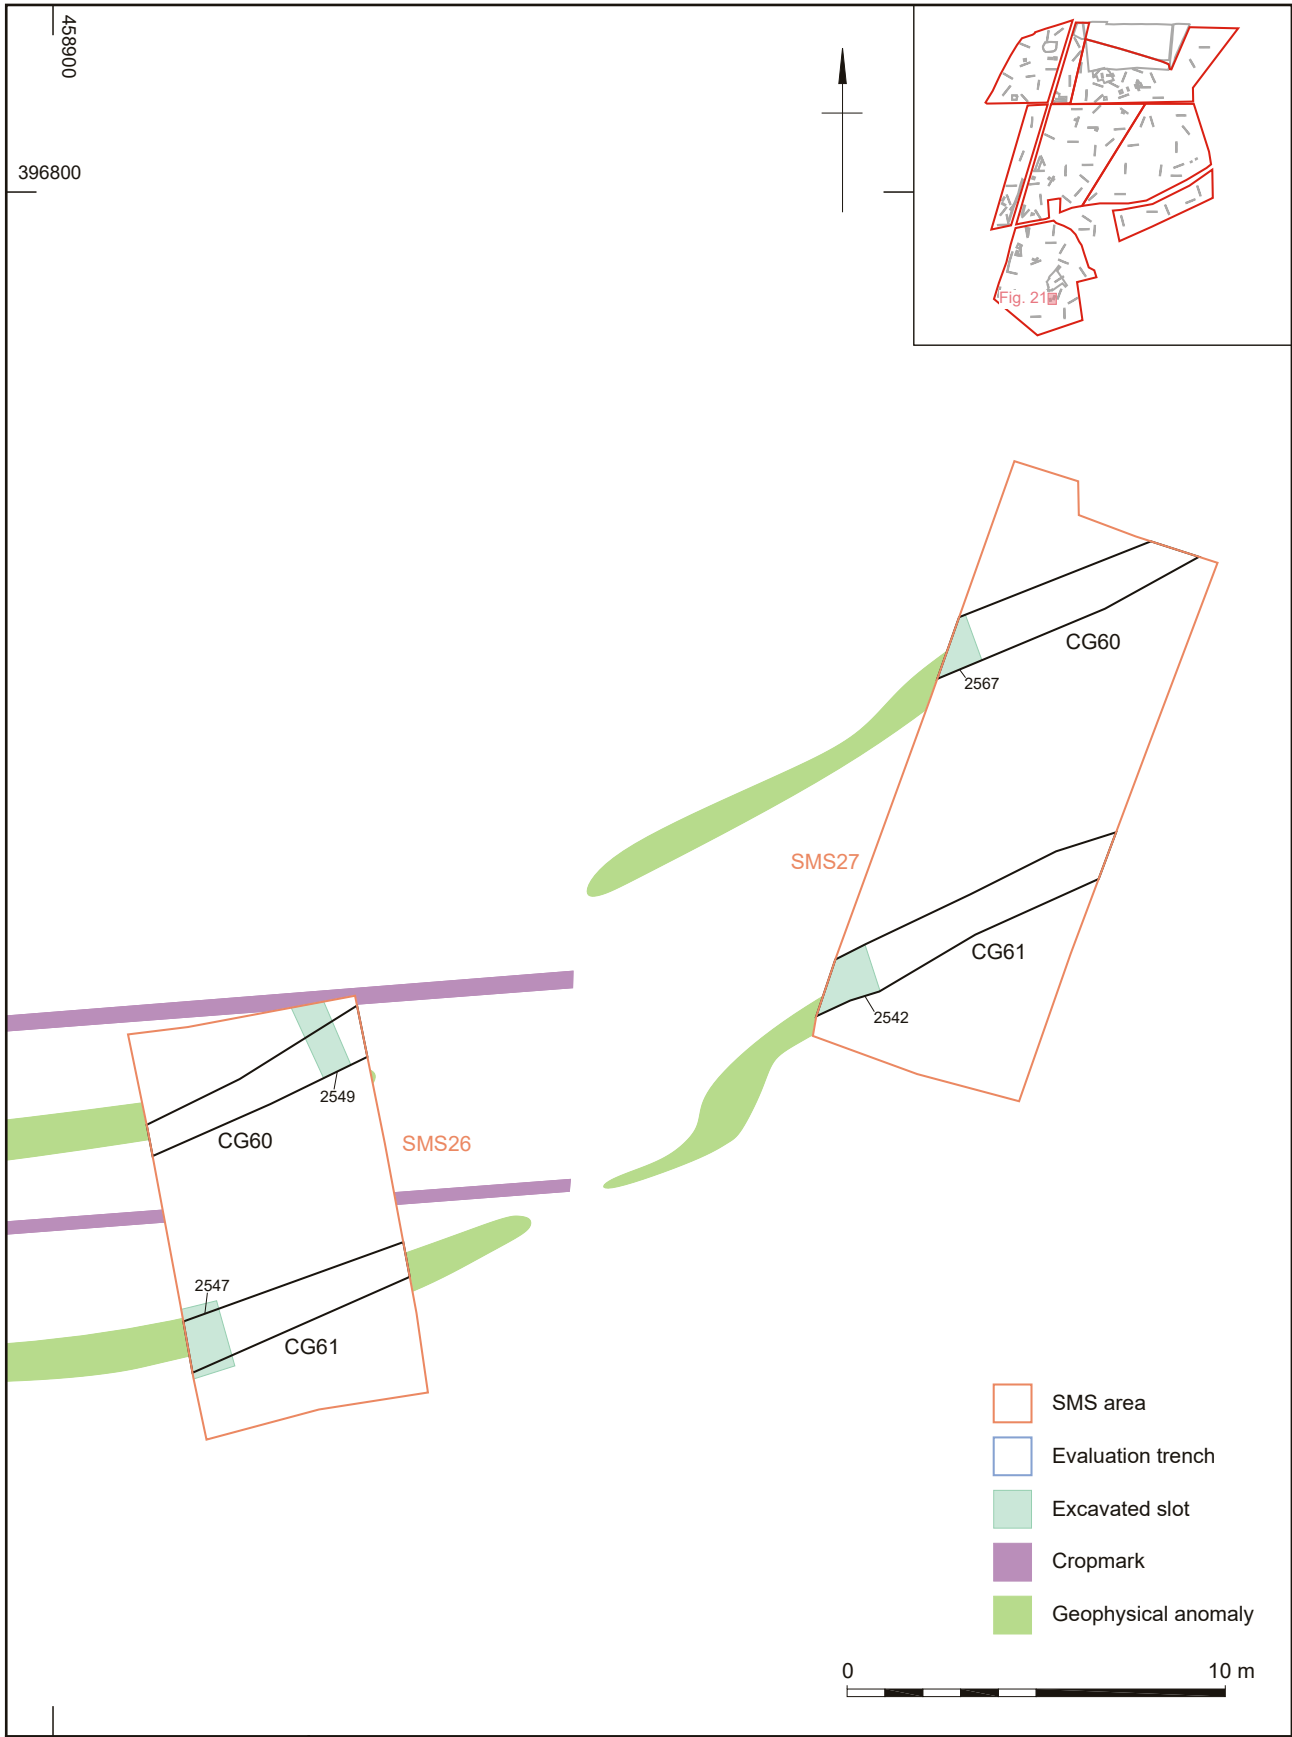 458900
396800
Fig. 21
CG60
2567
SMS27
CG61
2542
2549
CG60
SMS26
2547
CG61
SMS area
Evaluation trench
Excavated slot
Cropmark
Geophysical anomaly
0 10 m